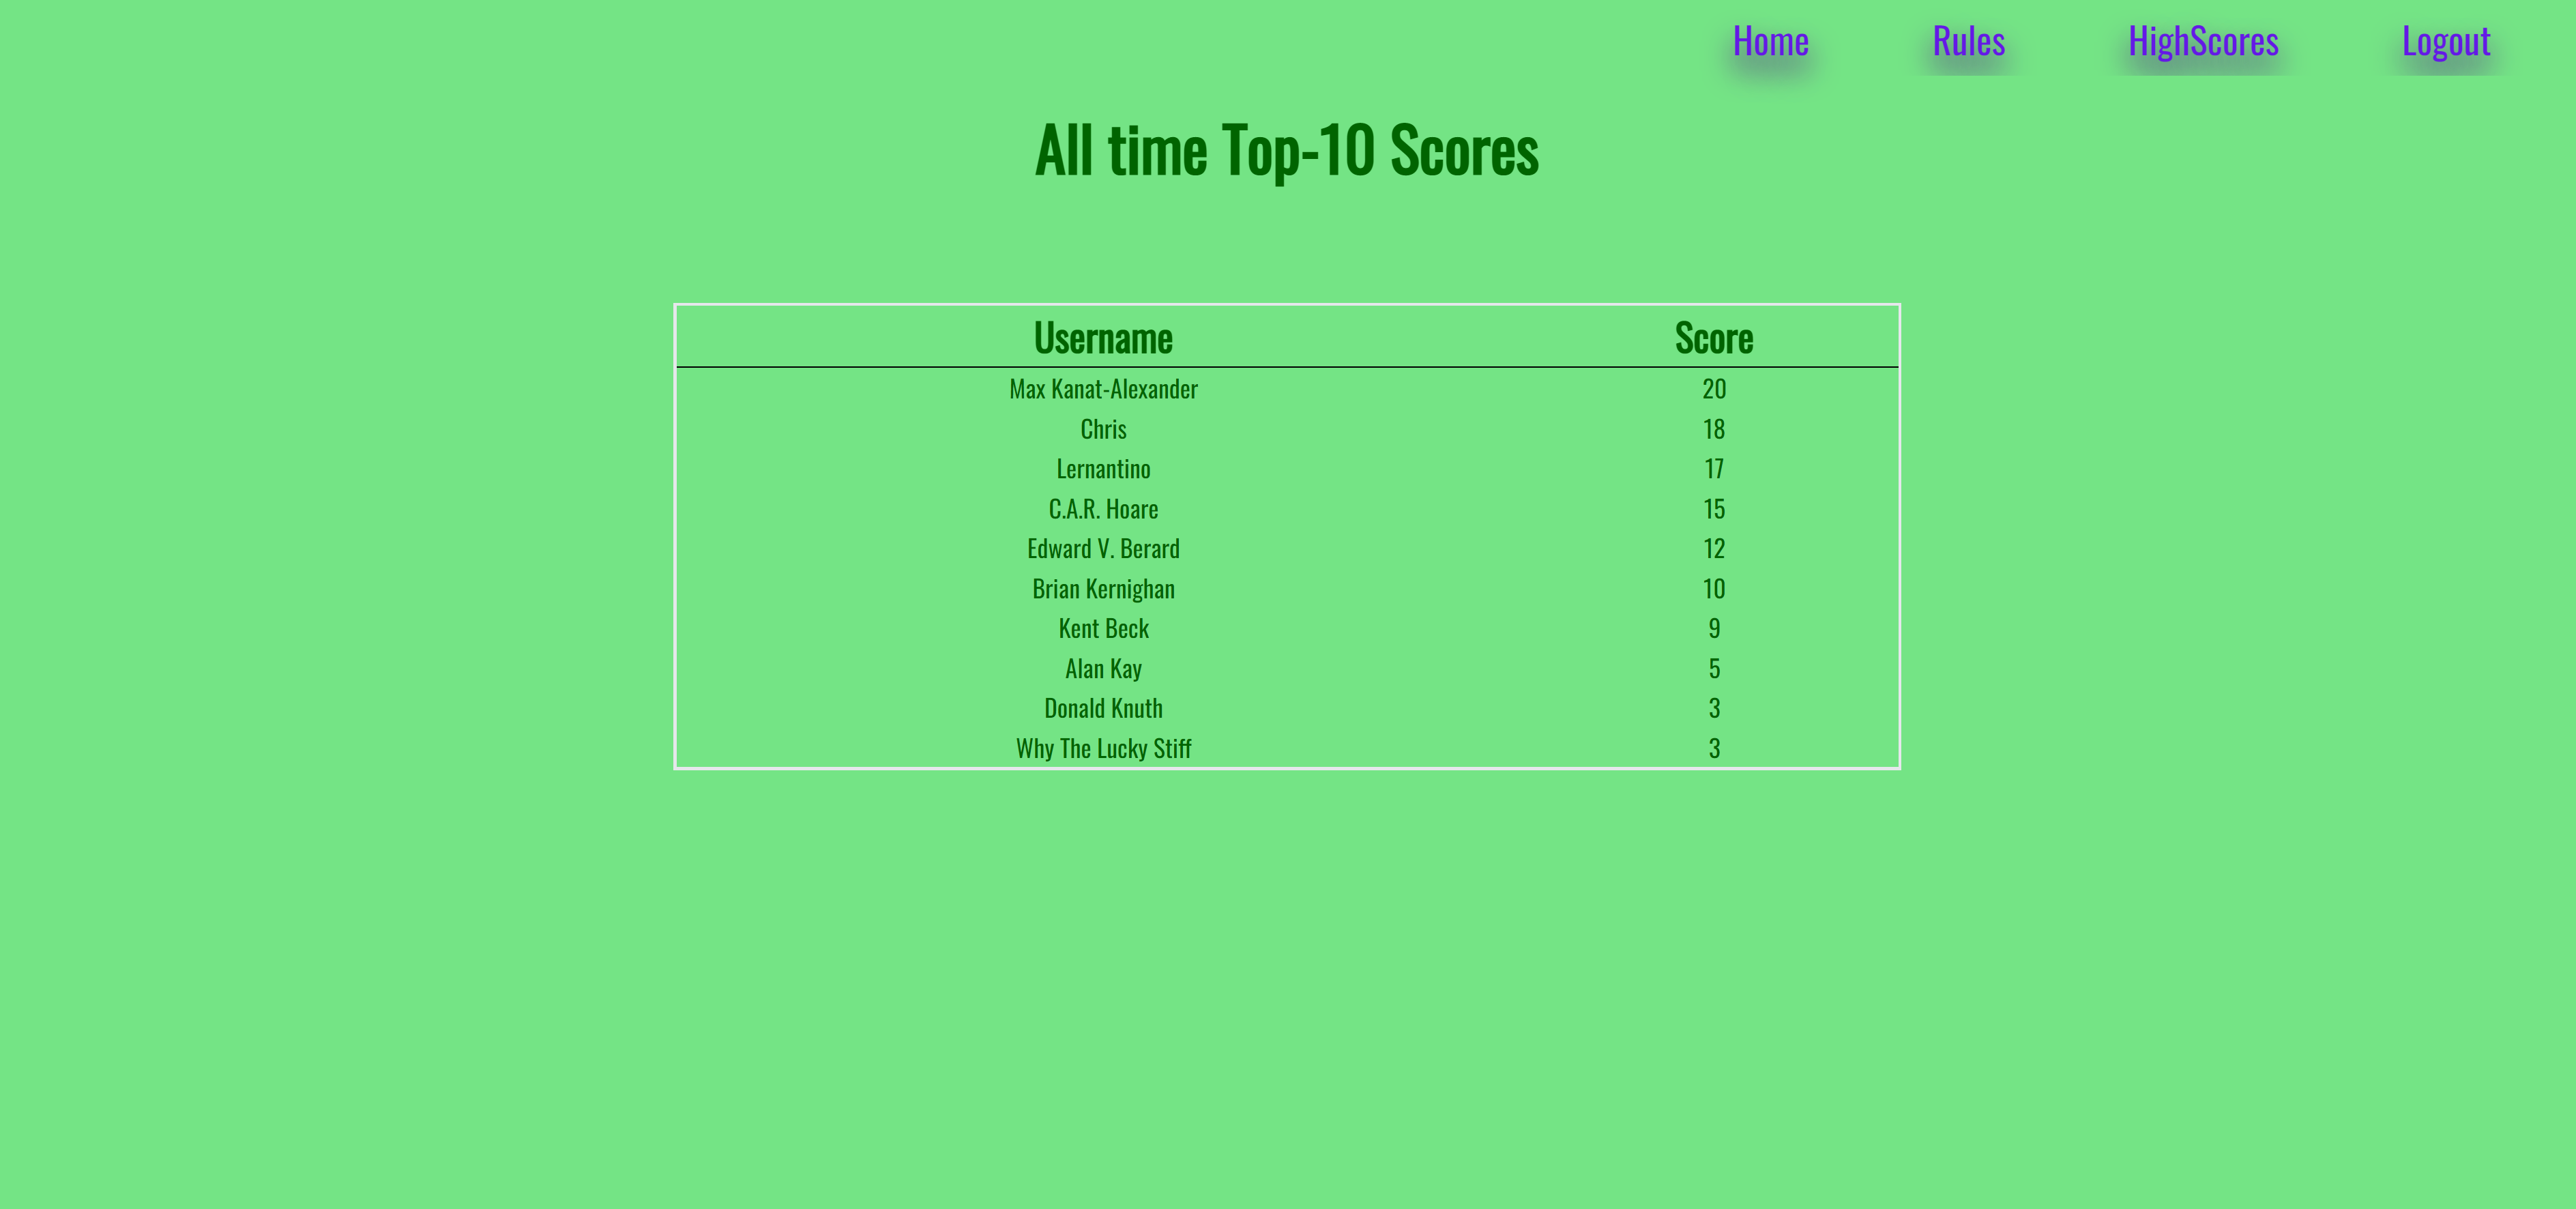 Home Rules HighScores Logout
All time Top-10 Scores
Username Score
Max Kanat-Alexander 20
Chris 18
Lernantino 17
C.A.R. Hoare 15
Edward V. Berard 12
Brian Kernighan 10
Kent Beck 9
Alan Kay 5
Donald Knuth 3
Why The Lucky Stiff 3